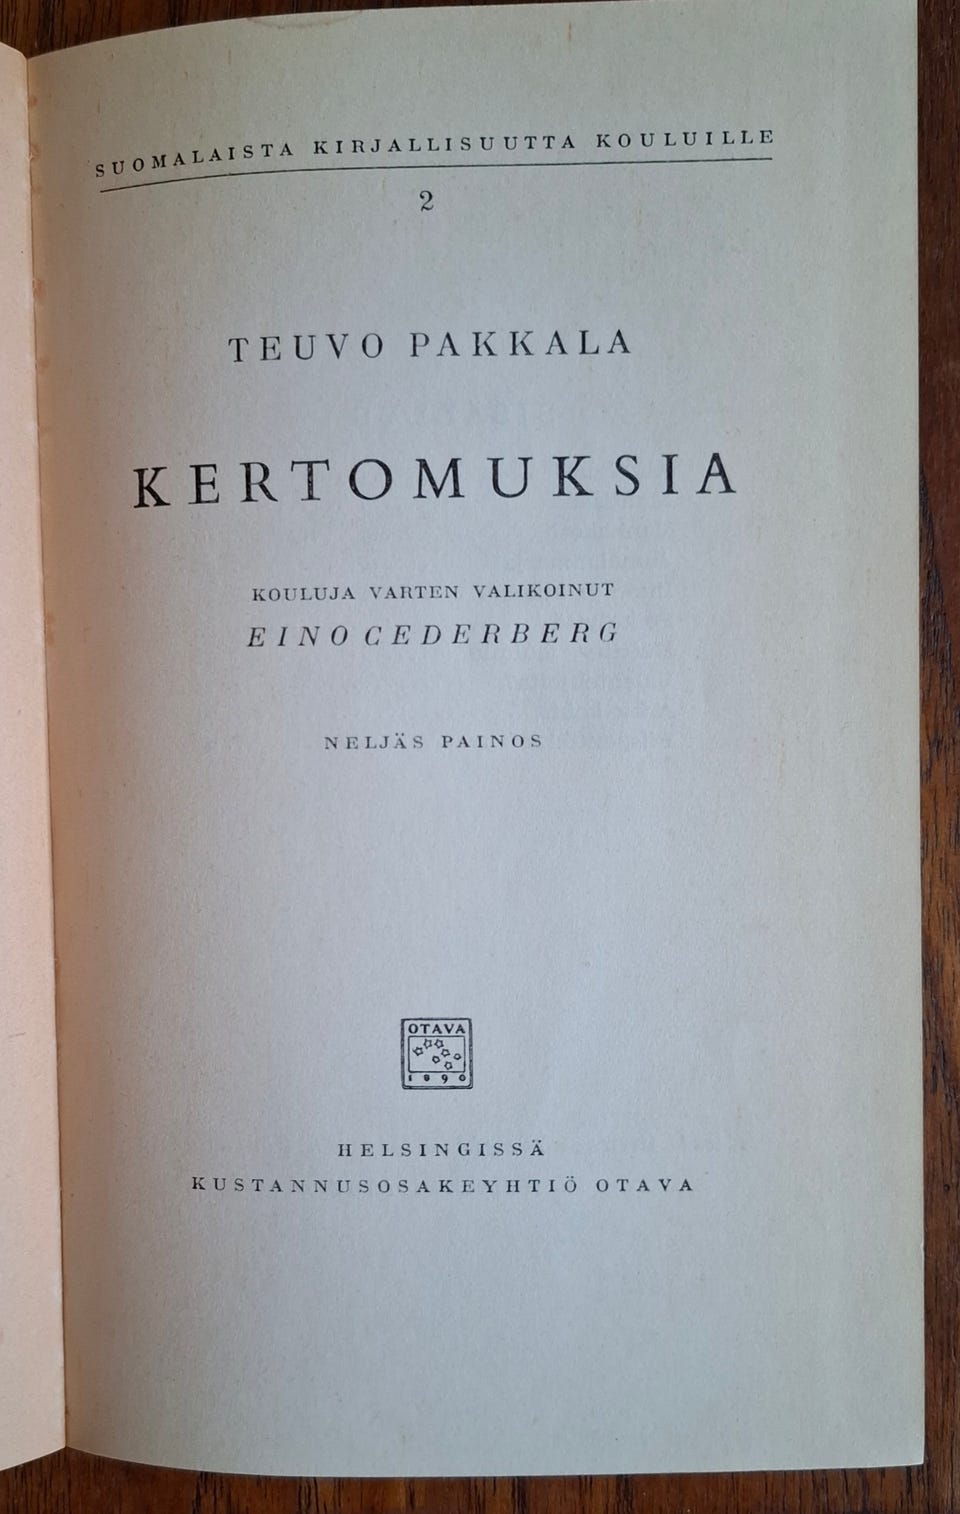 SUOMALAISTA KIRJALLISUUTTA KOULUILLE
2
TEUVO PAKKALA
KERTOMUKSIA
KOULUJA VARTEN VALIKOINUT
EINO CEDERBERG
NELJÄS PAINOS
OTAVA
1890
HELSINGISSÄ
KUSTANNUSOSAKEYHTIÖ OTAVA